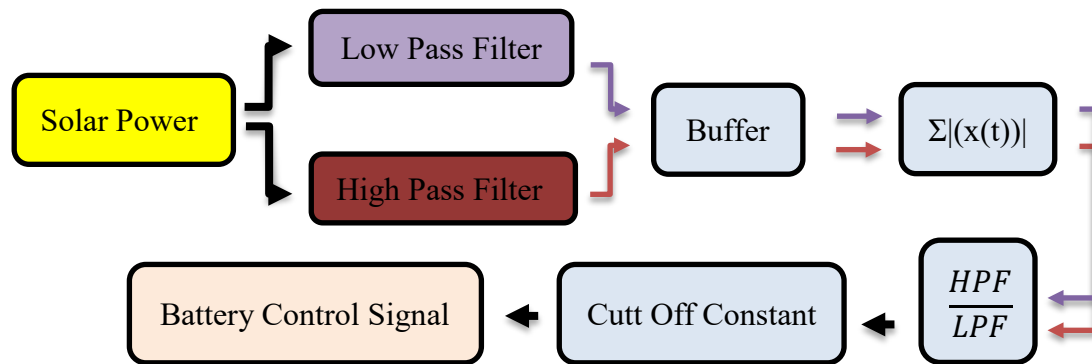 Low Pass Filter
Solar Power
Buffer
Σ|(x(t))|
High Pass Filter
Battery Control Signal
Cutt Off Constant
HPF
LPF